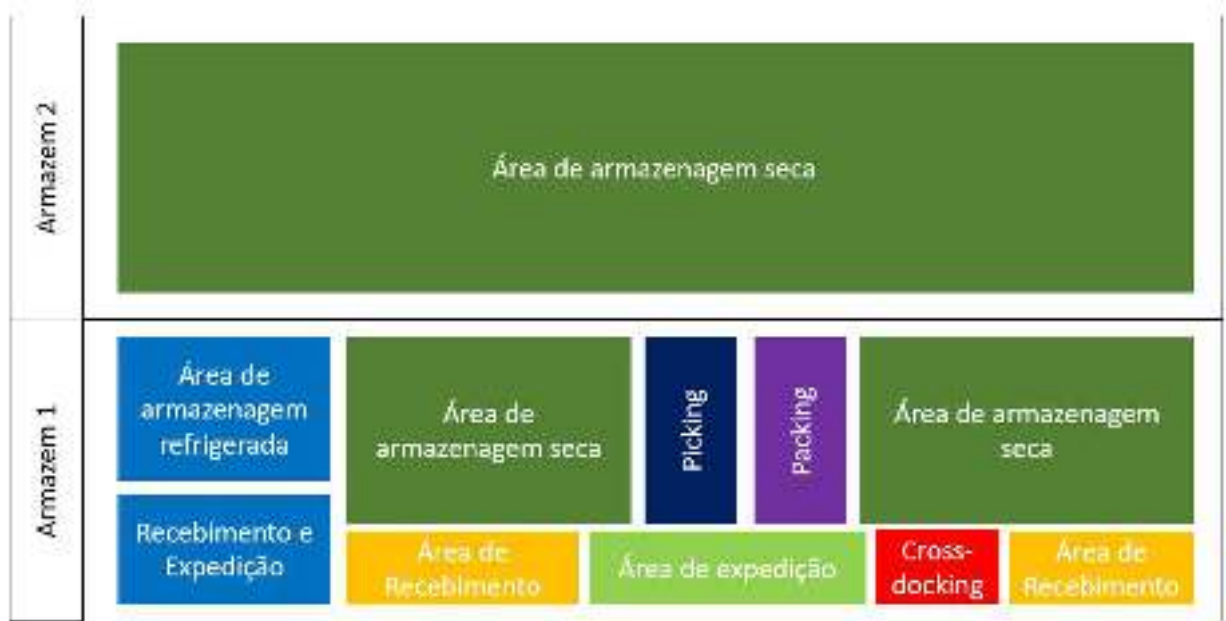 Armazem 2
Área de armazenagem seca
Armazem 1
Área de
armazenagem
refrigerada
Recebimento e
Expedição
Área de
armazenagem seca
Picking
Packing
Área de armazenagem
seca
Área de
Recebimento
Área de expedição
Cross-
docking
Área de
Recebimento